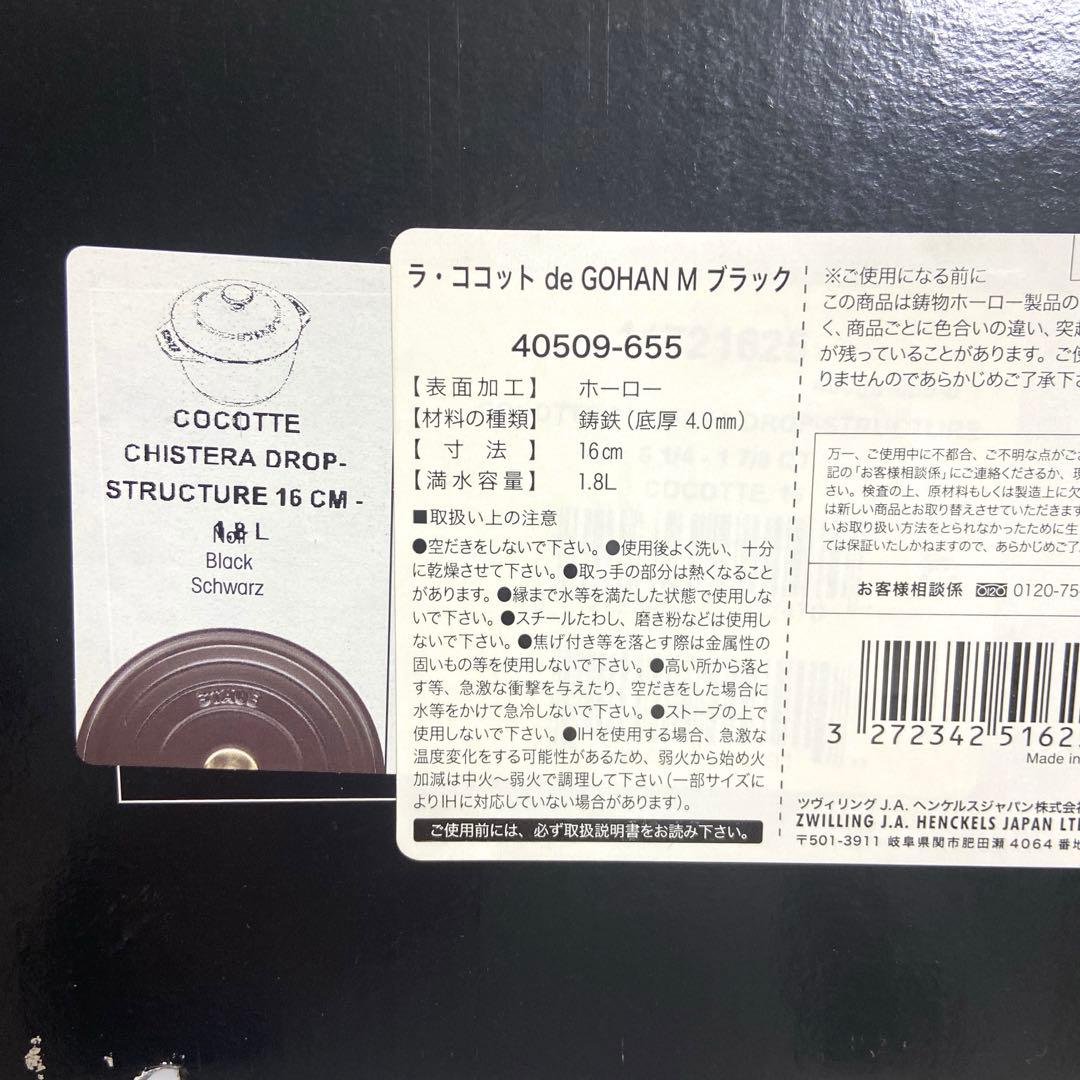 COCOTTE
CHISTERA DROP-
STRUCTURE 16 CM -
1.8 L
Noir
Black
Schwarz
STAUB
ラ・ココット de GOHAN M ブラック
40509-655
【表面加工】 ホーロー
【材料の種類】 鋳鉄(底厚 4.0㎜)
【寸法】 16㎝
【満水容量】 1.8L
■取扱い上の注意
●空だきをしないで下さい。●使用後よく洗い、十分
に乾燥させて下さい。●取っ手の部分は熱くなること
があります。●縁まで水等を満たした状態で使用しな
いで下さい。●スチールたわし、磨き粉などは使用し
ないで下さい。●焦げ付き等を落とす際は金属性の
固いもの等を使用しないで下さい。●高い所から落と
す等、急激な衝撃を与えたり、空だきをした場合に
水等をかけて急冷しないで下さい。●ストーブの上で
使用しないで下さい。●IHを使用する場合、急激な
温度変化をする可能性があるため、弱火から始め火
加減は中火〜弱火で調理して下さい(一部サイズに
よりIHに対応していない場合があります)。
ご使用前には、必ず取扱説明書をお読み下さい。
※ご使用になる前に
この商品は鋳物ホーロー製品の
く、商品ごとに色合いの違い、突起
が残っていることがあります。ご使
りませんのであらかじめご了承下さ
万一、ご使用中に不都合、ご不明な点がござ
記の「お客様相談係」にご連絡くださるか、現
さい。検査の上、原材料もしくは製造上に欠
は新しい商品とお取り替えさせていただきます
いお取り扱い方法をとられなかったために生
ては保証いたしかねますので、あらかじめご了
お客様相談係 0120-75-
3 272342 5162
Made in
ツヴィリング J.A. ヘンケルスジャパン株式会社
ZWILLING J.A. HENCKELS JAPAN LTD
〒501-3911 岐阜県関市肥田瀬 4064 番地